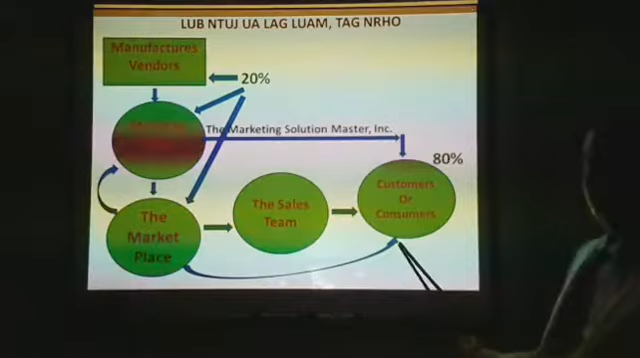 LUB NTUJ UA LAG LUAM, TAG NRHO
Manufactures
Vendors
20%
The Marketing Solution Master, Inc.
80%
Customers
Or
Consumers
The Sales
Team
The
Market
Place